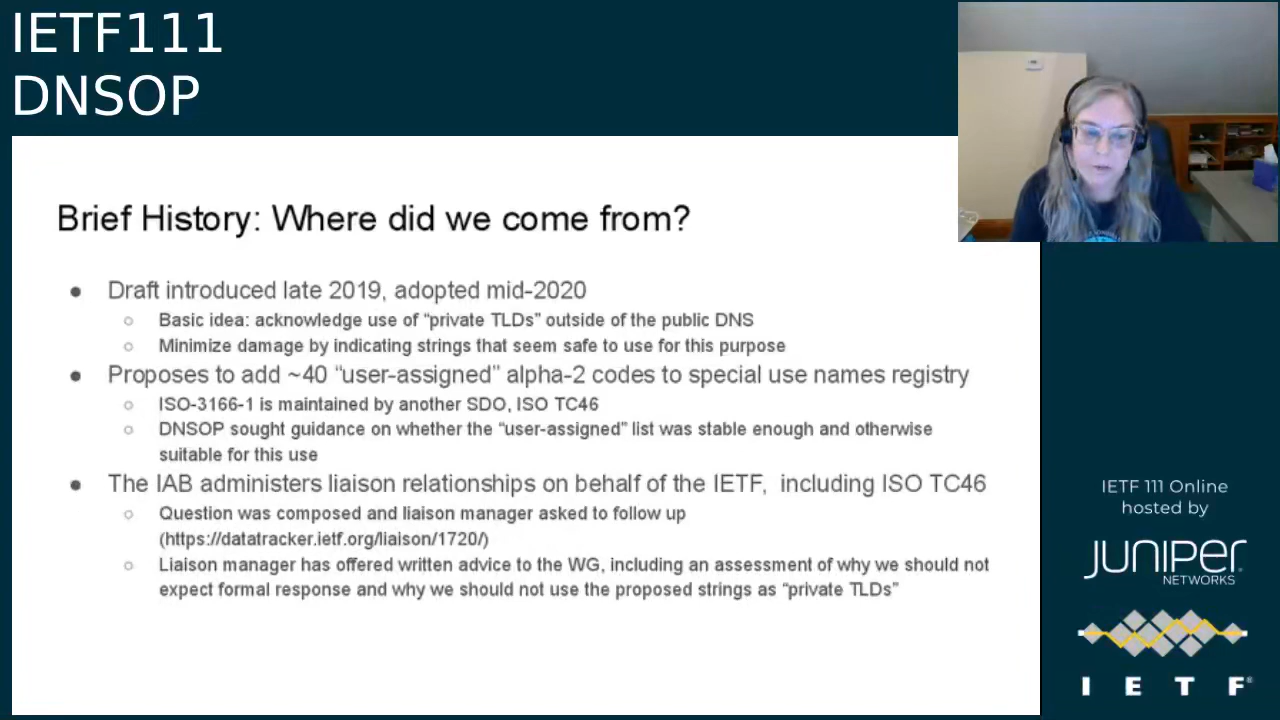 IETF111
DNSOP
Brief History: Where did we come from?
● Draft introduced late 2019, adopted mid-2020
○ Basic idea: acknowledge use of “private TLDs” outside of the public DNS
○ Minimize damage by indicating strings that seem safe to use for this purpose
● Proposes to add ~40 “user-assigned” alpha-2 codes to special use names registry
○ ISO-3166-1 is maintained by another SDO, ISO TC46
○ DNSOP sought guidance on whether the “user-assigned” list was stable enough and otherwise
suitable for this use
● The IAB administers liaison relationships on behalf of the IETF, including ISO TC46
○ Question was composed and liaison manager asked to follow up
(https://datatracker.ietf.org/liaison/1720/)
○ Liaison manager has offered written advice to the WG, including an assessment of why we should not
expect formal response and why we should not use the proposed strings as “private TLDs”
IETF 111 Online
hosted by
JUNIPER
NETWORKS
I E T F®